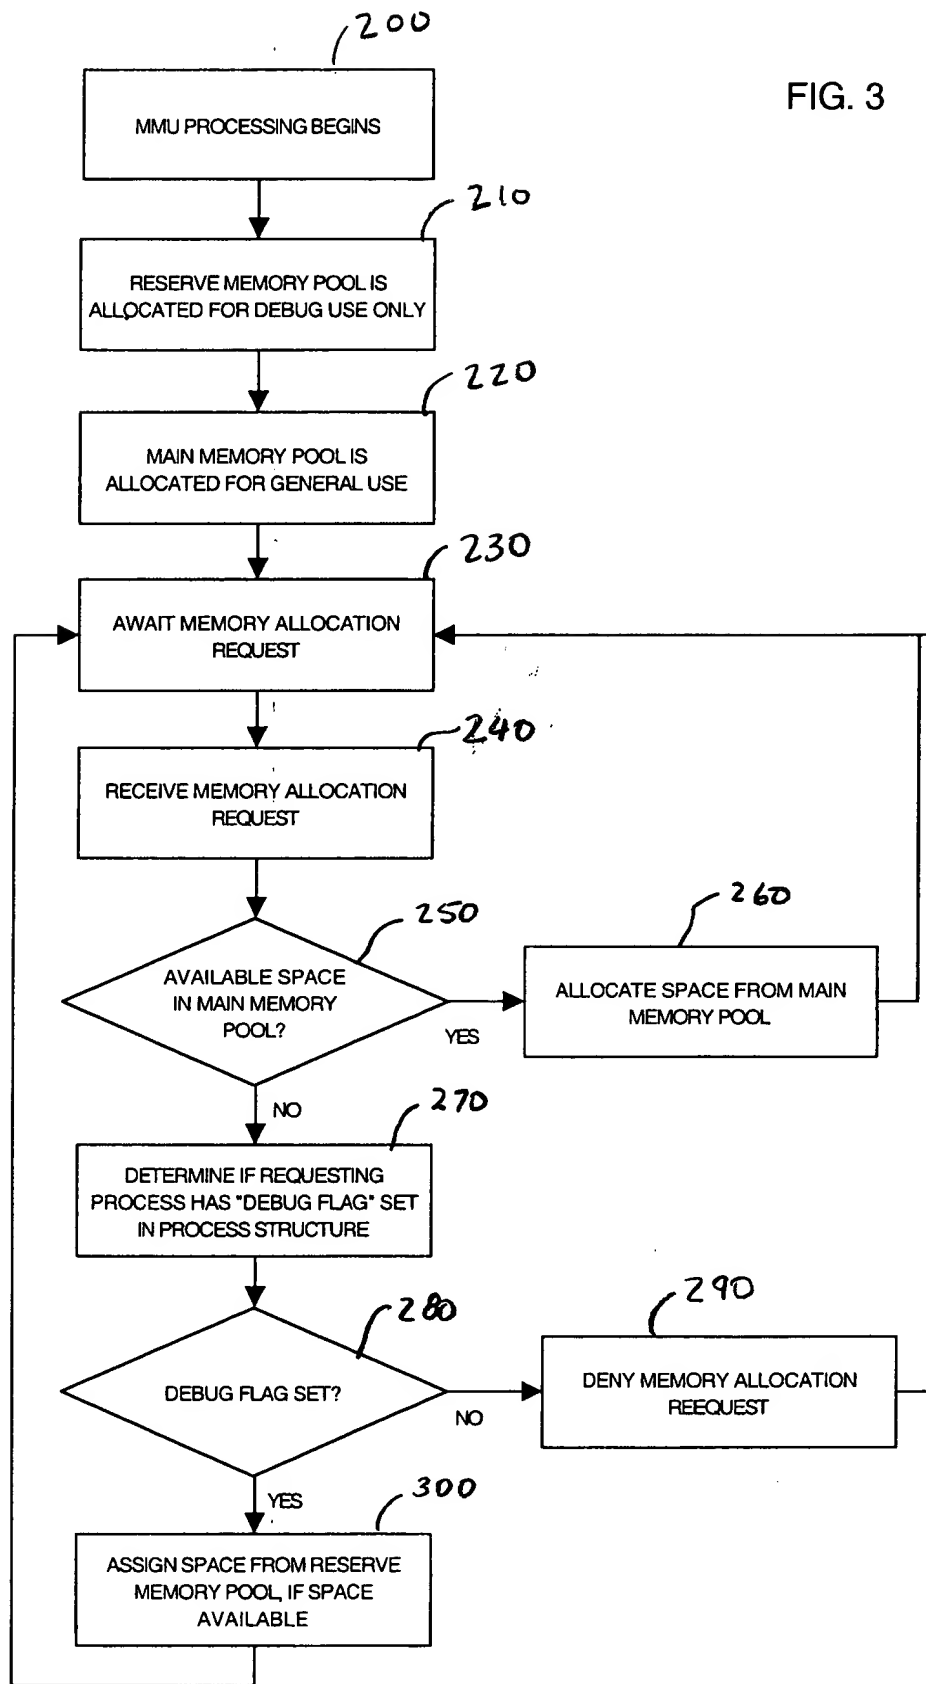 200
FIG. 3
MMU PROCESSING BEGINS
210
RESERVE MEMORY POOL IS
ALLOCATED FOR DEBUG USE ONLY
220
MAIN MEMORY POOL IS
ALLOCATED FOR GENERAL USE
230
AWAIT MEMORY ALLOCATION
REQUEST
240
RECEIVE MEMORY ALLOCATION
REQUEST
250
AVAILABLE SPACE
IN MAIN MEMORY
POOL?
YES
260
ALLOCATE SPACE FROM MAIN
MEMORY POOL
NO
270
DETERMINE IF REQUESTING
PROCESS HAS "DEBUG FLAG" SET
IN PROCESS STRUCTURE
280
DEBUG FLAG SET?
NO
290
DENY MEMORY ALLOCATION
REEQUEST
YES
300
ASSIGN SPACE FROM RESERVE
MEMORY POOL, IF SPACE
AVAILABLE